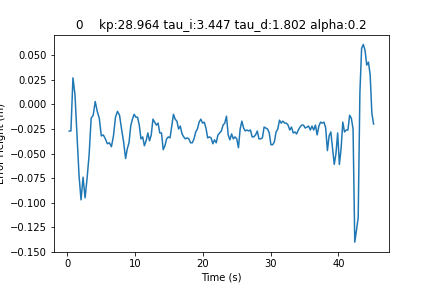 0 kp:28.964 tau_i:3.447 tau_d:1.802 alpha:0.2
0.050
0.025
0.000
−0.025
−0.050
−0.075
−0.100
−0.125
−0.150
Error Height (m)
0 10 20 30 40
Time (s)